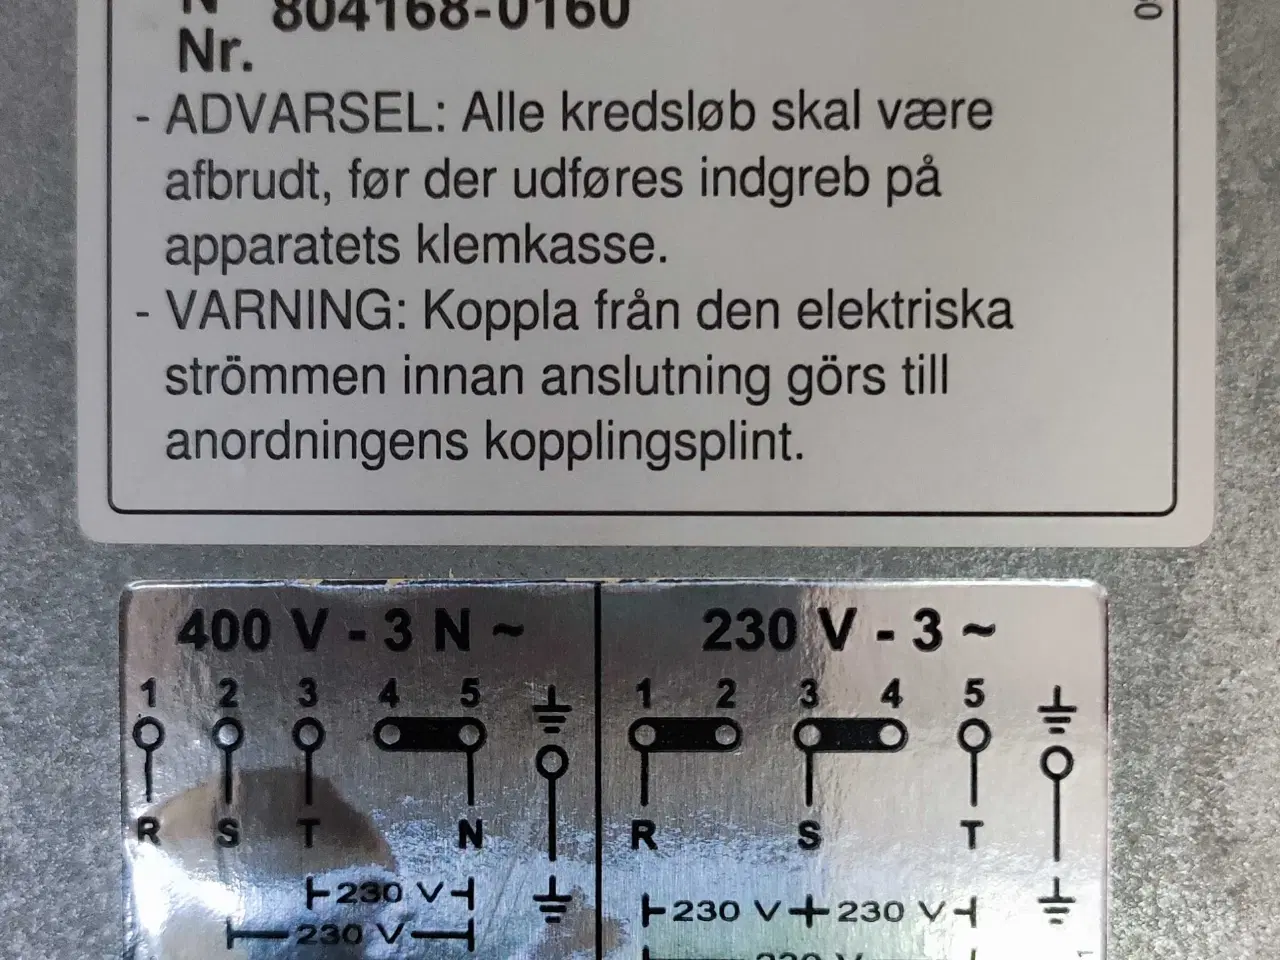 N 804168-0160
Nr.
- ADVARSEL: Alle kredsløb skal være
afbrudt, før der udføres indgreb på
apparatets klemkasse.
- VARNING: Koppla från den elektriska
strömmen innan anslutning görs till
anordningens kopplingsplint.
400 V - 3 N ~ 230 V - 3 ~
1 2 3 4 5 1 2 3 4 5
R S T N R S T
230 V 230 V 230 V
230 V 230 V